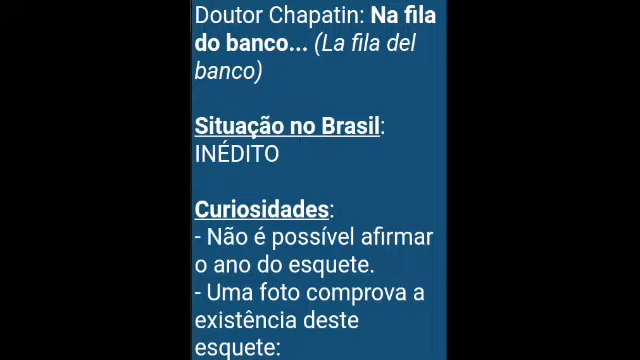 Doutor Chapatin: Na fila
do banco... (La fila del
banco)
Situação no Brasil:
INÉDITO
Curiosidades:
- Não é possível afirmar
o ano do esquete.
- Uma foto comprova a
existência deste
esquete: